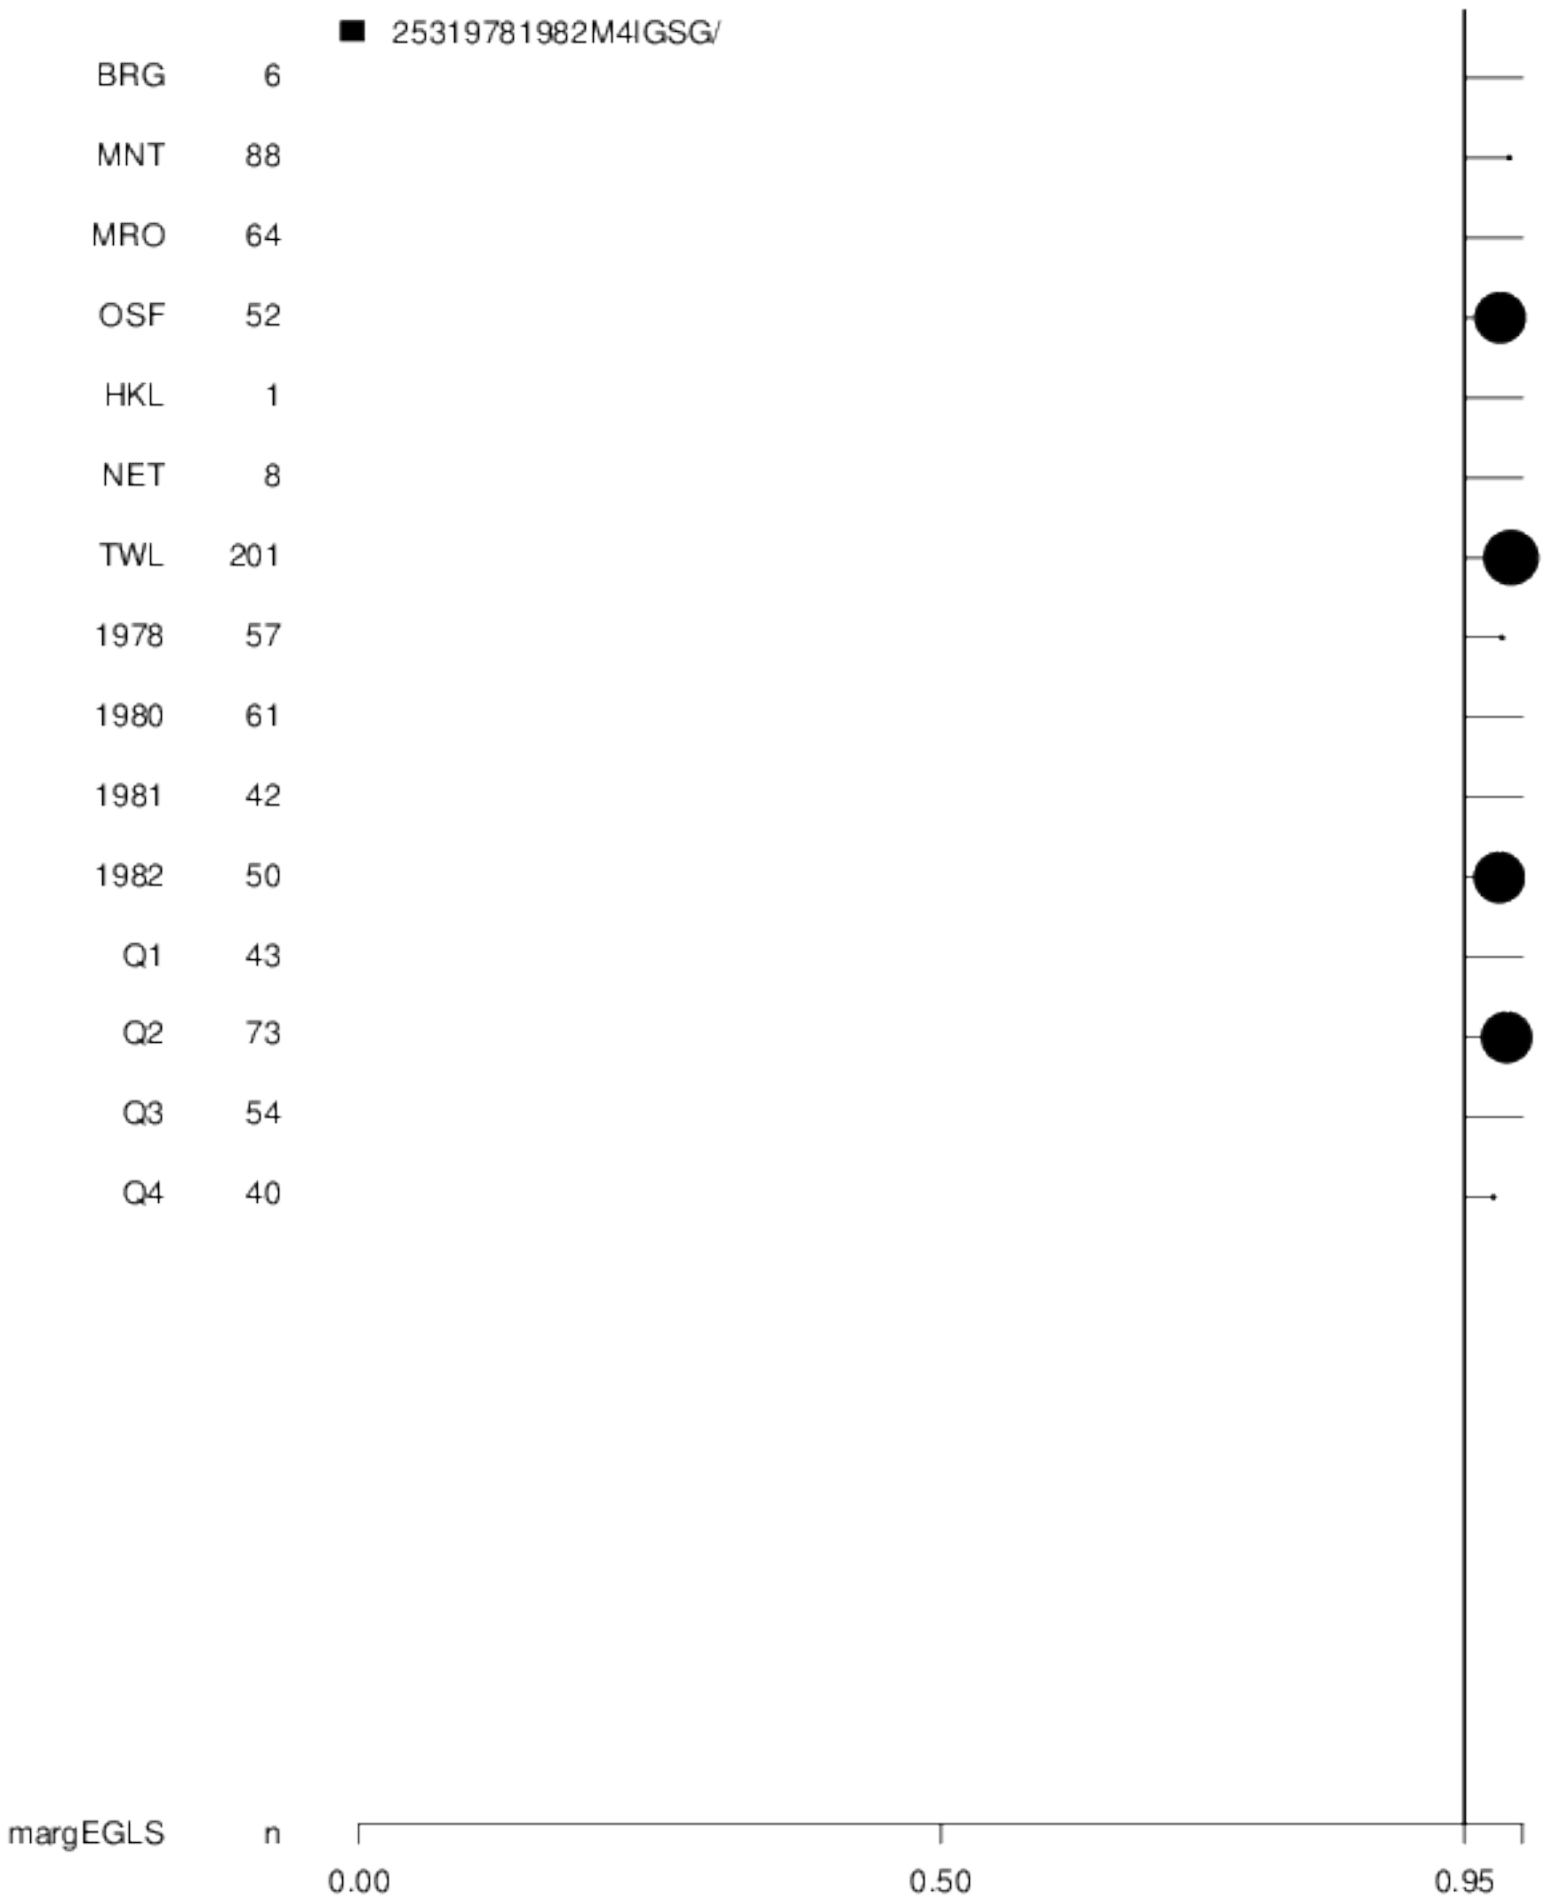 25319781982M4IGSG/
BRG 6
MNT 88
MRO 64
OSF 52
HKL 1
NET 8
TWL 201
1978 57
1980 61
1981 42
1982 50
Q1 43
Q2 73
Q3 54
Q4 40
margEGLS n
0.00 0.50 0.95